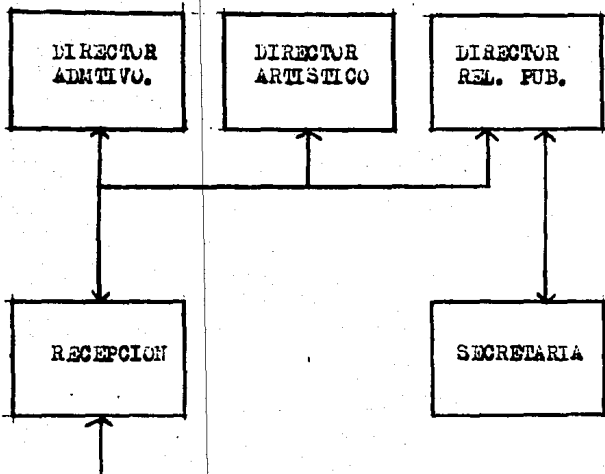 DIRECTOR
ADMTIVO.
DIRECTOR
ARTISTICO
DIRECTOR
REL. PUB.
RECEPCION
SECRETARIA